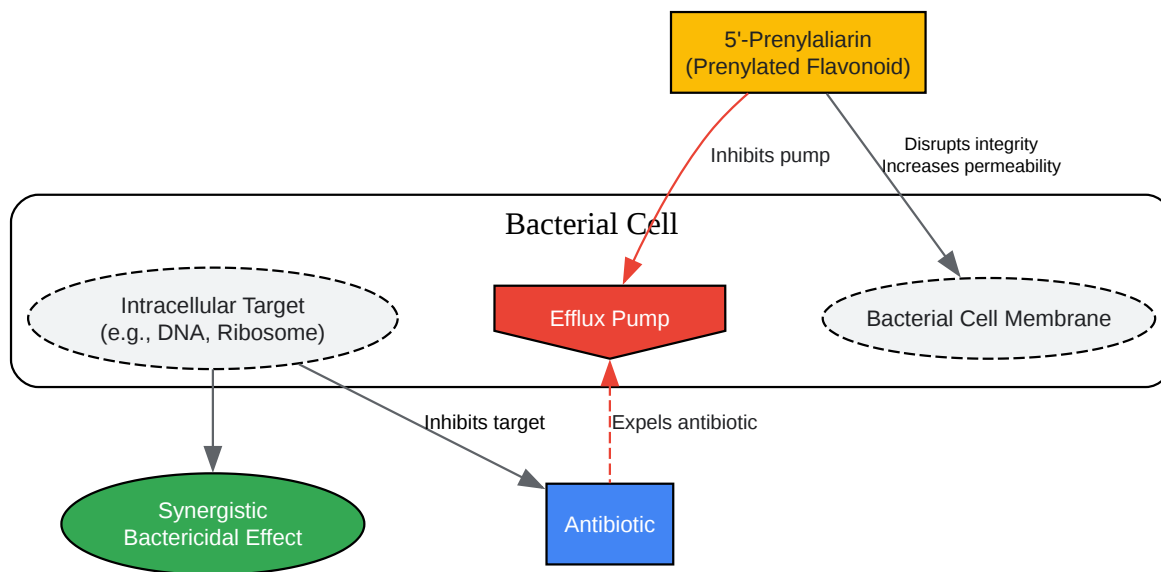 5'-Prenylaliarin
(Prenylated Flavonoid)
Inhibits pump
Disrupts integrity
Increases permeability
Bacterial Cell
Intracellular Target
(e.g., DNA, Ribosome)
Efflux Pump
Bacterial Cell Membrane
Inhibits target
Expels antibiotic
Synergistic
Bactericidal Effect
Antibiotic